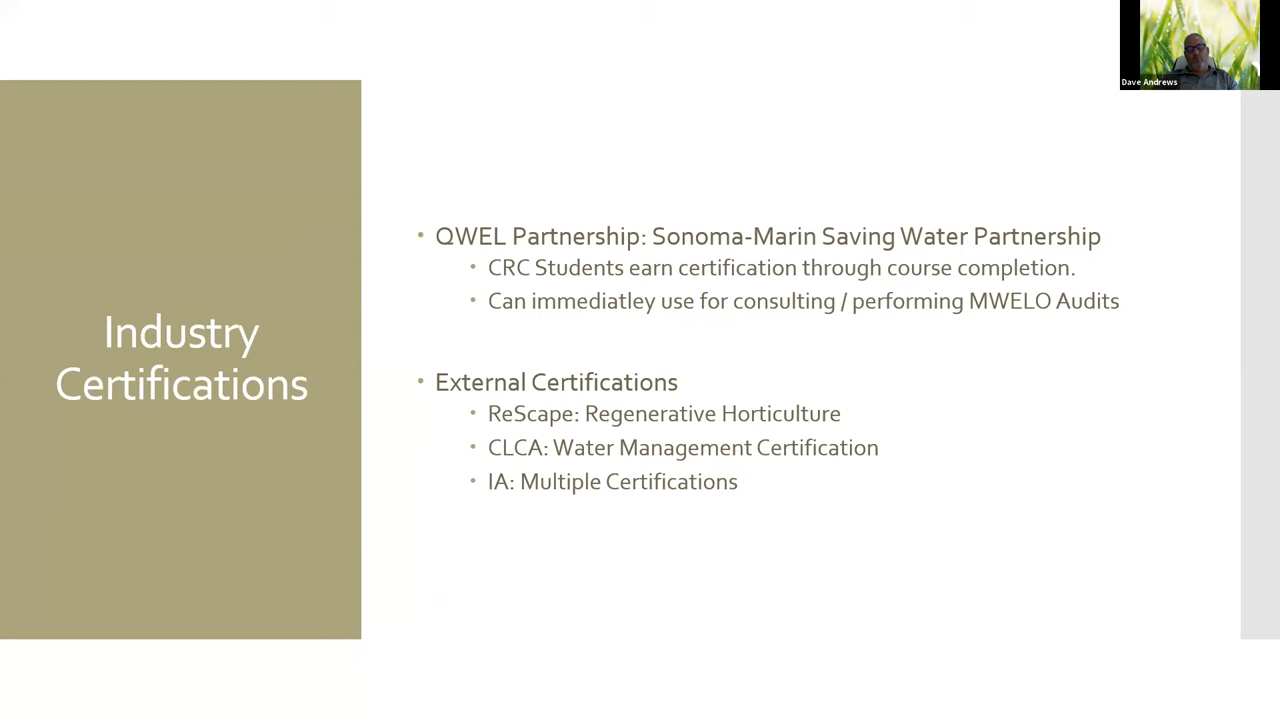 Dave Andrews
Industry
Certifications
• QWEL Partnership: Sonoma-Marin Saving Water Partnership
• CRC Students earn certification through course completion.
• Can immediatley use for consulting / performing MWELO Audits
• External Certifications
• ReScape: Regenerative Horticulture
• CLCA: Water Management Certification
• IA: Multiple Certifications